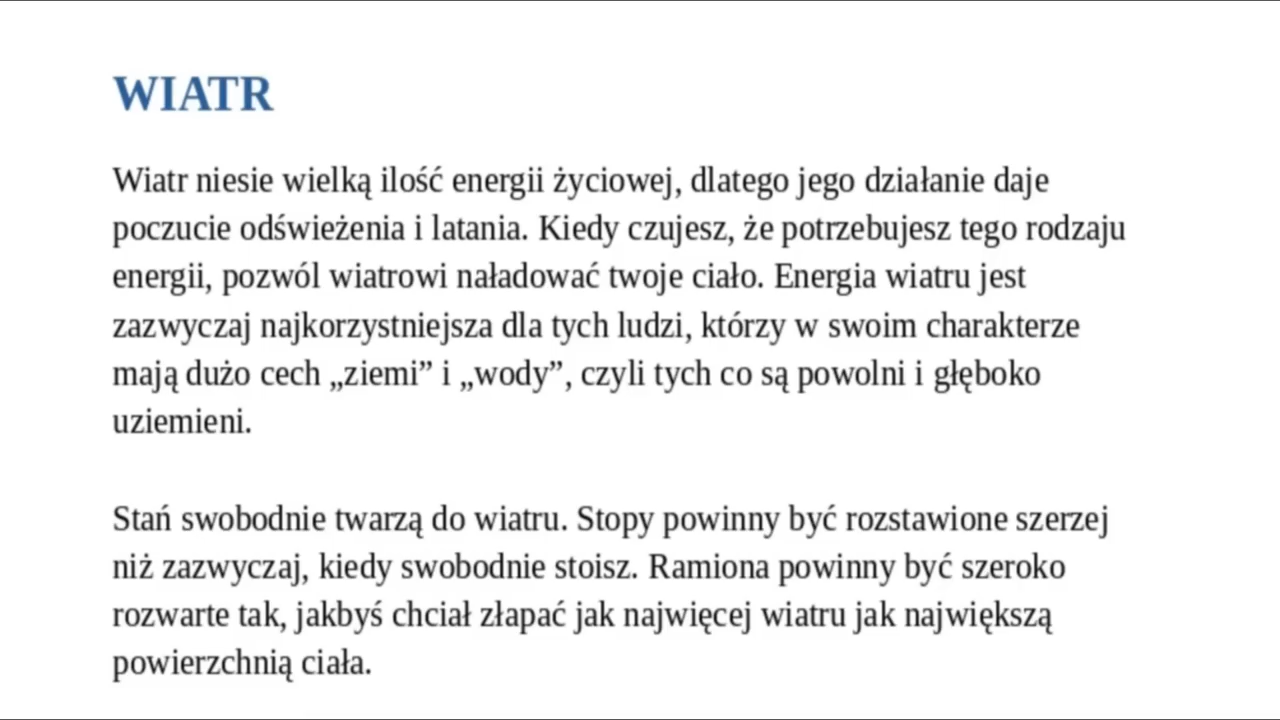 WIATR
Wiatr niesie wielką ilość energii życiowej, dlatego jego działanie daje
poczucie odświeżenia i latania. Kiedy czujesz, że potrzebujesz tego rodzaju
energii, pozwól wiatrowi naładować twoje ciało. Energia wiatru jest
zazwyczaj najkorzystniejsza dla tych ludzi, którzy w swoim charakterze
mają dużo cech „ziemi” i „wody”, czyli tych co są powolni i głęboko
uziemieni.
Stań swobodnie twarzą do wiatru. Stopy powinny być rozstawione szerzej
niż zazwyczaj, kiedy swobodnie stoisz. Ramiona powinny być szeroko
rozwarte tak, jakbyś chciał złapać jak najwięcej wiatru jak największą
powierzchnią ciała.